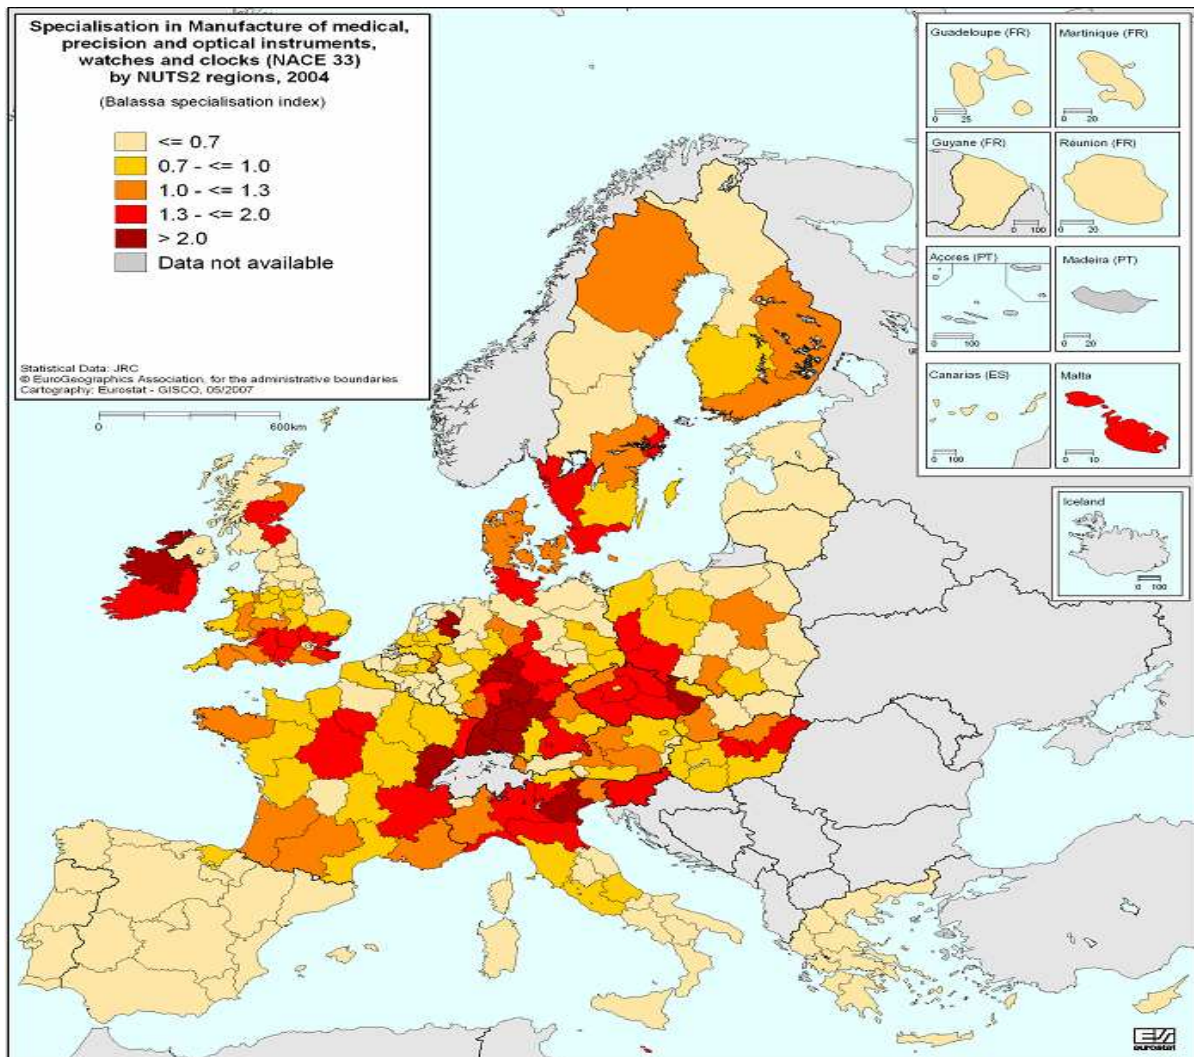 Specialisation in Manufacture of medical,
precision and optical instruments,
watches and clocks (NACE 33)
by NUTS2 regions, 2004
(Balassa specialisation index)
<= 0.7
0.7 - <= 1.0
1.0 - <= 1.3
1.3 - <= 2.0
> 2.0
Data not available
Statistical Data: JRC
© EuroGeographics Association, for the administrative boundaries
Cartography: Eurostat - GISCO, 05/2007
0 600km
Guadeloupe (FR)
0 25
Martinique (FR)
0 20
Guyane (FR)
0 100
Réunion (FR)
0 20
Açores (PT)
0 100
Madeira (PT)
0 20
Canarias (ES)
0 100
Malta
0 10
Iceland
0 100
eurostat